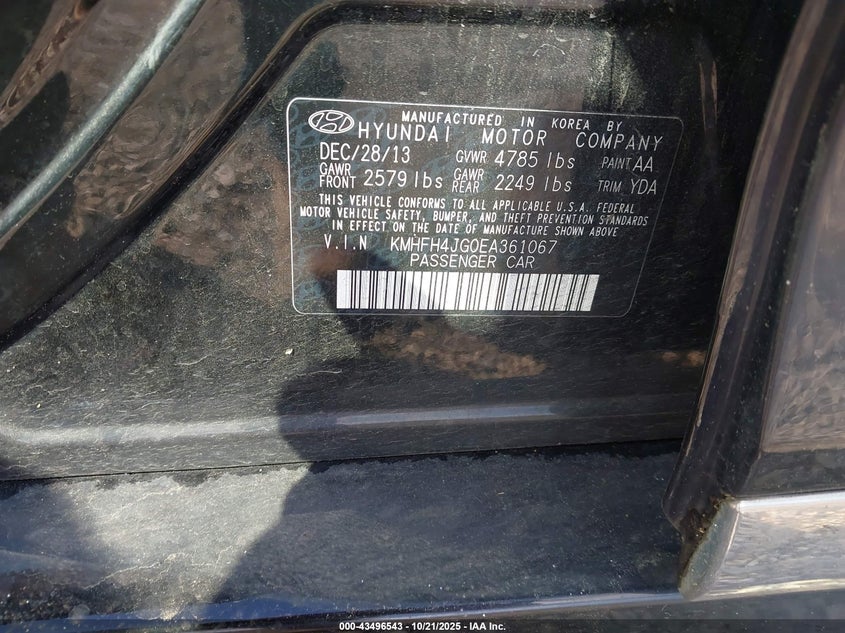 MANUFACTURED IN KOREA BY
HYUNDAI MOTOR COMPANY
DEC/28/13 GVWR 4785 lbs PAINT AA
GAWR FRONT 2579 lbs GAWR REAR 2249 lbs TRIM YDA
THIS VEHICLE CONFORMS TO ALL APPLICABLE U.S.A. FEDERAL
MOTOR VEHICLE SAFETY, BUMPER, AND THEFT PREVENTION STANDARDS
IN EFFECT ON THE DATE OF MANUFACTURE SHOWN ABOVE
V.I.N KMHFH4JG0EA361067
PASSENGER CAR
000-43496543 - 10/21/2025 - IAA Inc.